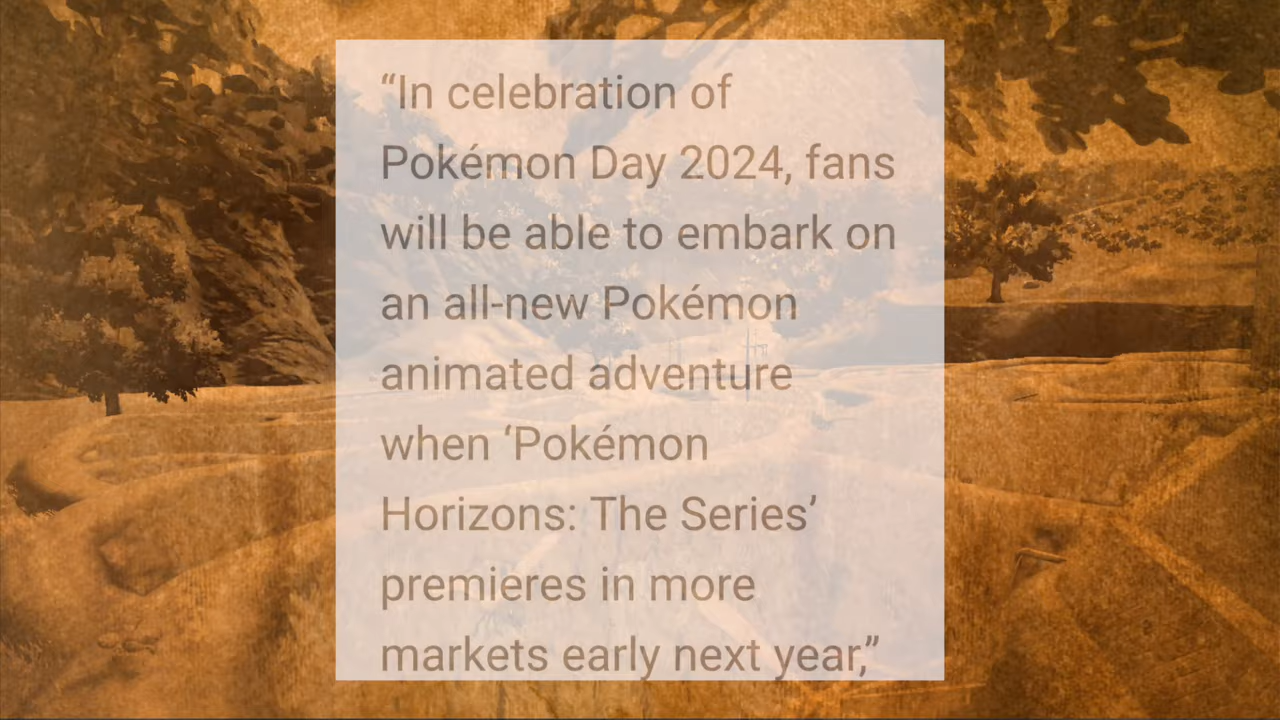 “In celebration of
Pokémon Day 2024, fans
will be able to embark on
an all-new Pokémon
animated adventure
when ‘Pokémon
Horizons: The Series’
premieres in more
markets early next year,”